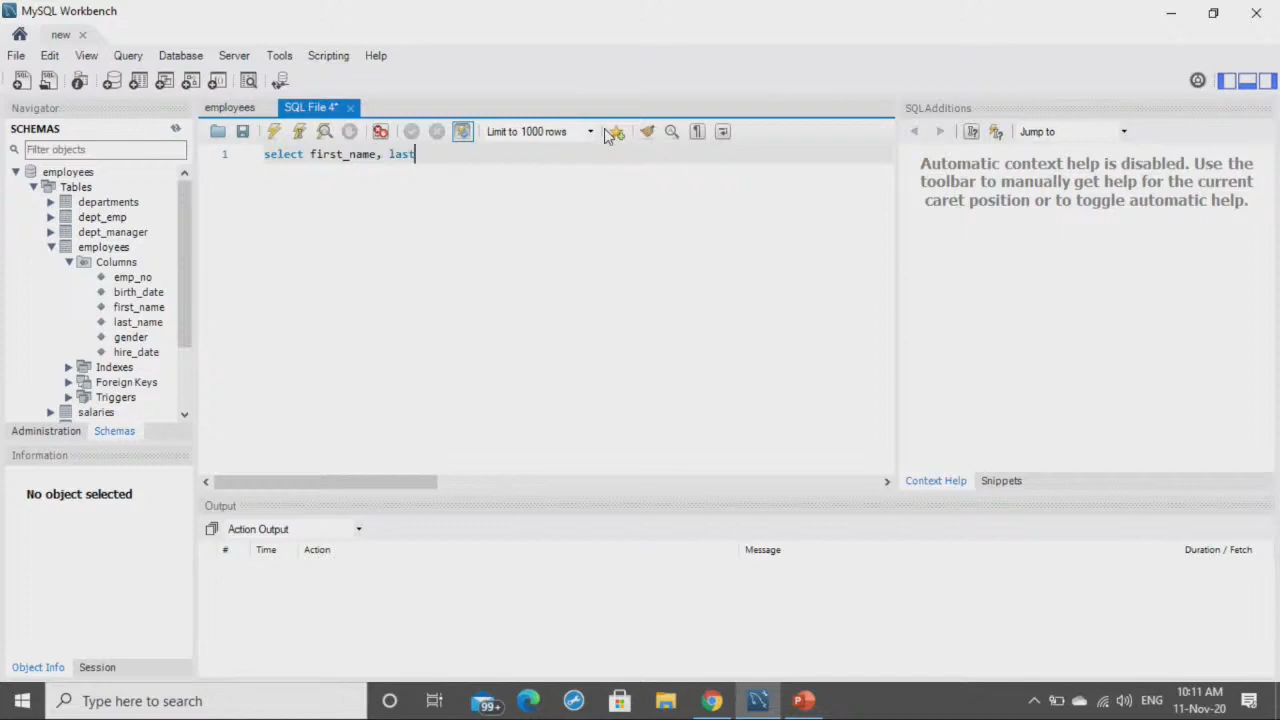 MySQL Workbench
new
File Edit View Query Database Server Tools Scripting Help
Navigator
SCHEMAS
Filter objects
employees
Tables
departments
dept_emp
dept_manager
employees
Columns
emp_no
birth_date
first_name
last_name
gender
hire_date
Indexes
Foreign Keys
Triggers
salaries
Administration Schemas
Information
No object selected
Object Info Session
employees SQL File 4*
Limit to 1000 rows
1 select first_name, last
Output
Action Output
# Time Action Message Duration / Fetch
SQLAdditions
Jump to
Automatic context help is disabled. Use the
toolbar to manually get help for the current
caret position or to toggle automatic help.
Context Help Snippets
Type here to search
99+
ENG
10:11 AM
11-Nov-20